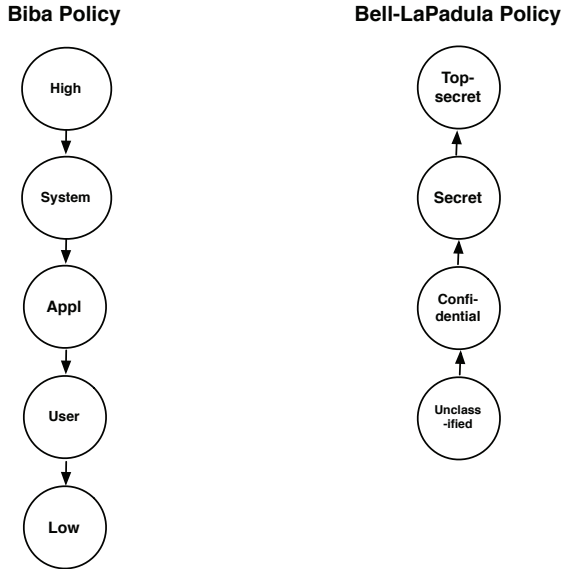 Biba Policy
High
System
Appl
User
Low
Bell-LaPadula Policy
Top-
secret
Secret
Confi-
dential
Unclass
-ified